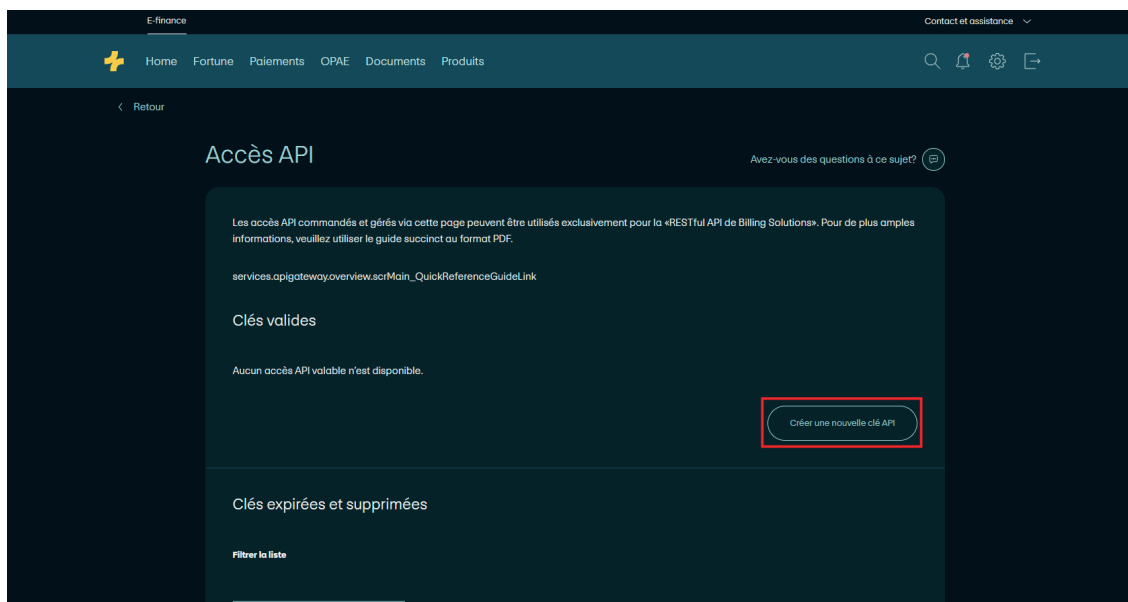 E-finance
Contact et assistance
Home Fortune Paiements OPAE Documents Produits
Retour
Accès API
Avez-vous des questions à ce sujet?
Les accès API commandés et gérés via cette page peuvent être utilisés exclusivement pour la «RESTful API de Billing Solutions». Pour de plus amples
informations, veuillez utiliser le guide succinct au format PDF.
services.apigateway.overview.scrMain_QuickReferenceGuideLink
Clés valides
Aucun accès API valable n'est disponible.
Créer une nouvelle clé API
Clés expirées et supprimées
Filtrer la liste